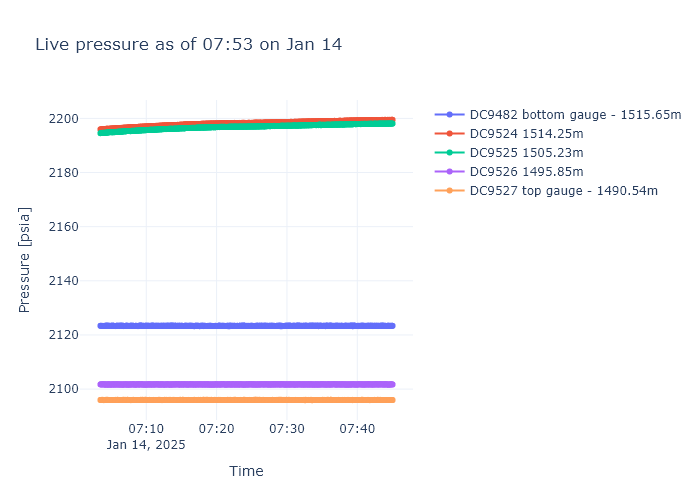 Live pressure as of 07:53 on Jan 14
Pressure [psia]
2200
2180
2160
2140
2120
2100
07:10
07:20
07:30
07:40
Jan 14, 2025
Time
DC9482 bottom gauge - 1515.65m
DC9524 1514.25m
DC9525 1505.23m
DC9526 1495.85m
DC9527 top gauge - 1490.54m